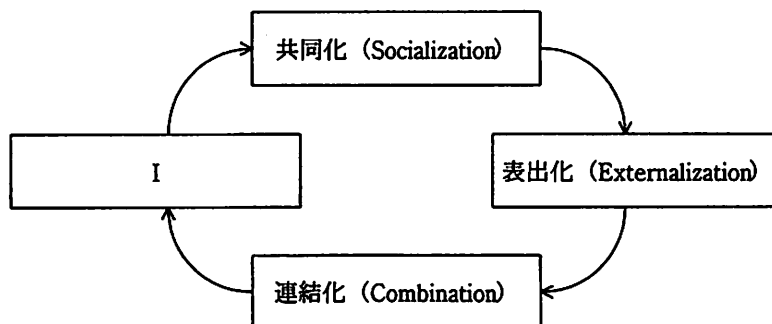 共同化(Socialization)
I
表出化(Externalization)
連結化(Combination)